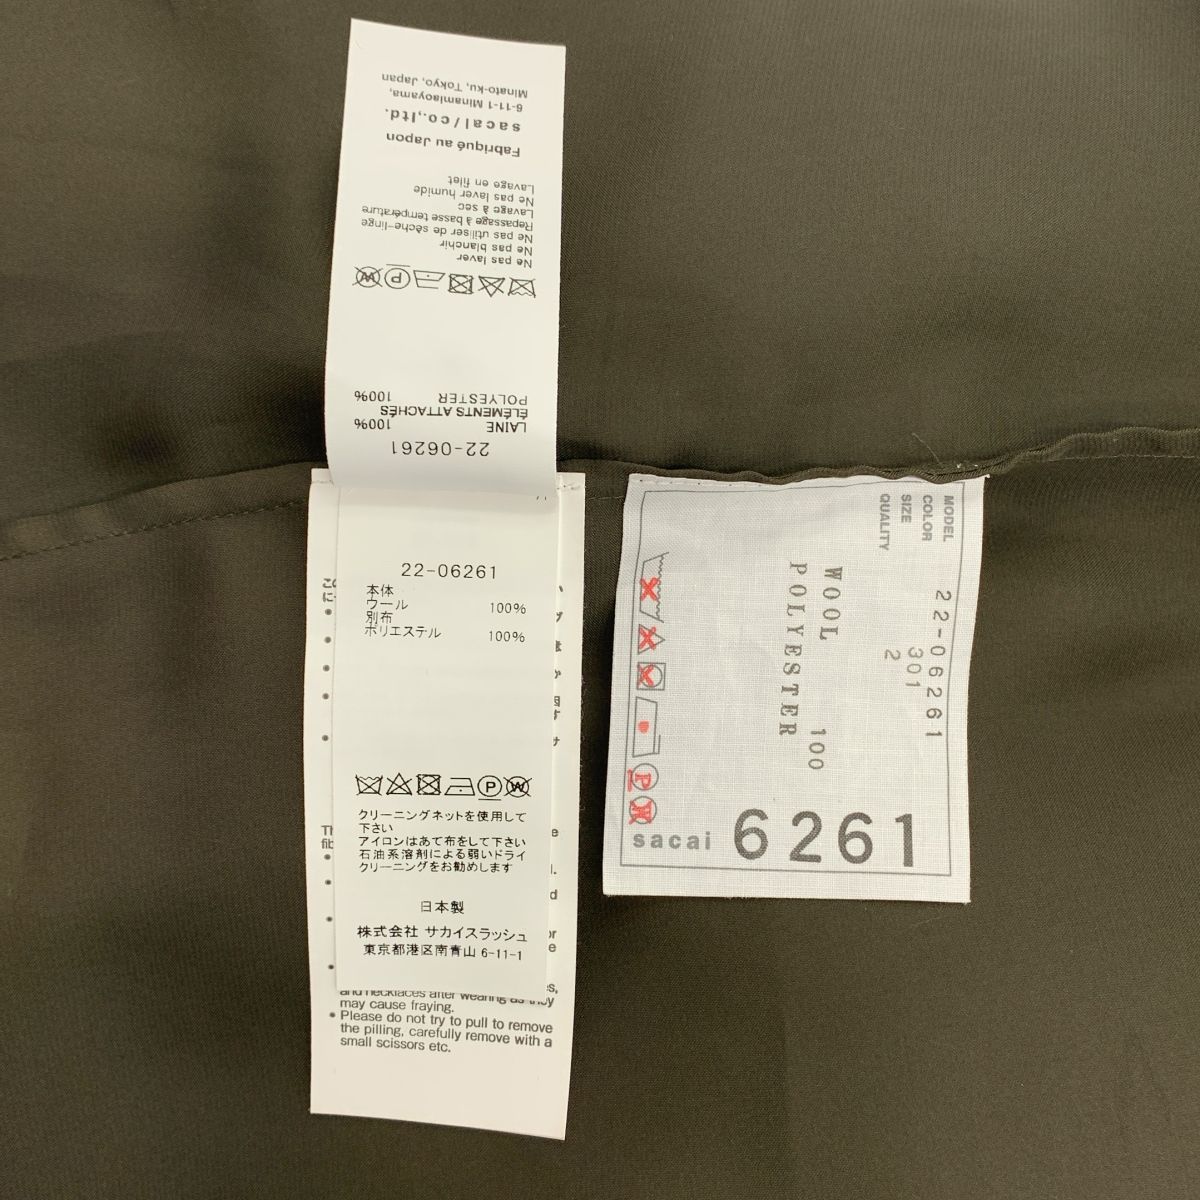 Minato-ku, Tokyo, Japan
6-11-1 Minamiaoyama,
sacai/co,.ltd.
Fabriqué au Japon
Lavage en filet
Ne pas laver humide
Lavage à sec
Repassage à basse température
Ne pas utiliser de sèche-linge
Ne pas blanchir
Ne pas laver
POLYESTER 100%
ÉLÉMENTS ATTACHÉS
LAINE 100%
22-06261
22-06261
本体
ウール 100%
別布
ポリエステル 100%
クリーニングネットを使用して
下さい
アイロンはあて布をして下さい
石油系溶剤による弱いドライ
クリーニングをお勧めします
日本製
株式会社 サカイスラッシュ
東京都港区南青山 6-11-1
and necklaces after wearing as they
may cause fraying.
• Please do not try to pull to remove
the pilling, carefully remove with a
small scissors etc.
MODEL 22-06261
COLOR 301
SIZE 2
QUALITY
WOOL 100
POLYESTER
sacai 6261